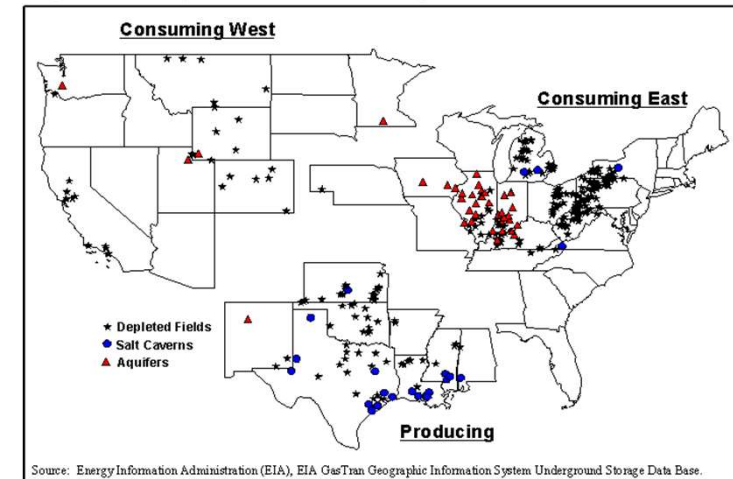 Consuming West
Consuming East
Depleted Fields
Salt Caverns
Aquifers
Producing
Source: Energy Information Administration (EIA), EIA GasTran Geographic Information System Underground Storage Data Base.